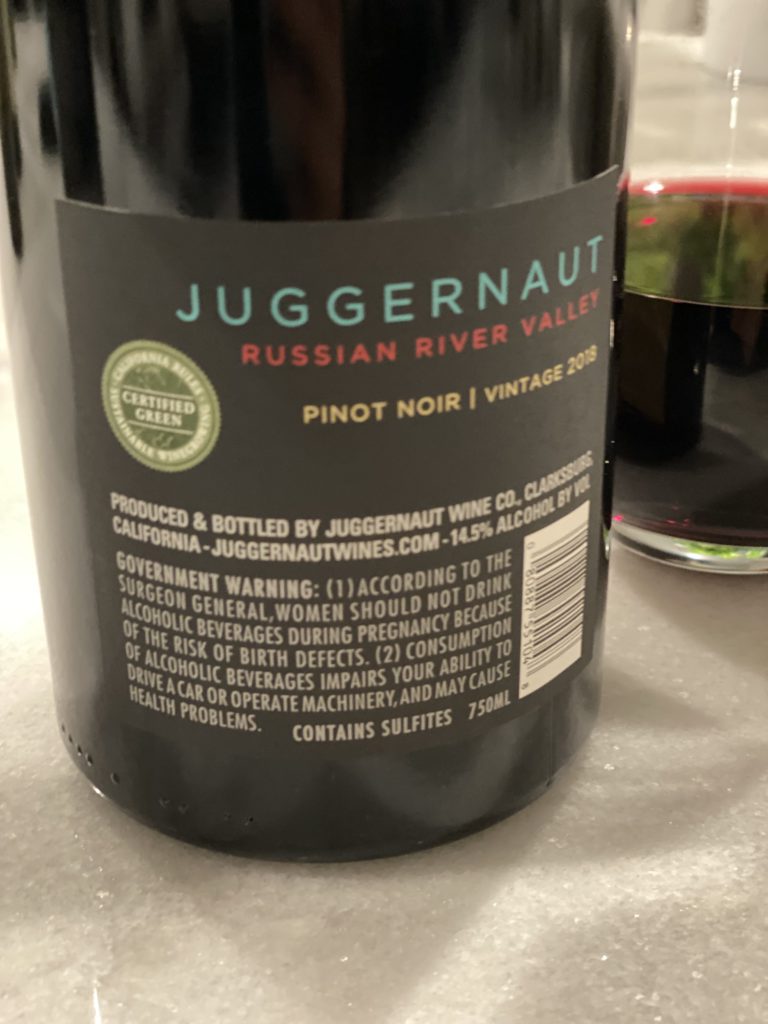 JUGGERNAUT
RUSSIAN RIVER VALLEY
PINOT NOIR | VINTAGE 2018
CERTIFIED
GREEN
PRODUCED & BOTTLED BY JUGGERNAUT WINE CO., CLARKSBURG,
CALIFORNIA - JUGGERNAUTWINES.COM - 14.5% ALCOHOL BY VOL
GOVERNMENT WARNING: (1) ACCORDING TO THE
SURGEON GENERAL, WOMEN SHOULD NOT DRINK
ALCOHOLIC BEVERAGES DURING PREGNANCY BECAUSE
OF THE RISK OF BIRTH DEFECTS. (2) CONSUMPTION
OF ALCOHOLIC BEVERAGES IMPAIRS YOUR ABILITY TO
DRIVE A CAR OR OPERATE MACHINERY, AND MAY CAUSE
HEALTH PROBLEMS.
CONTAINS SULFITES 750ML